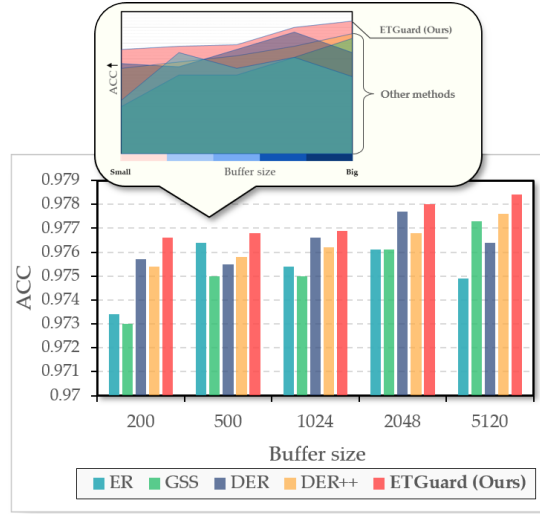 ETGuard (Ours)
ACC
Other methods
Small
Buffer size
Big
0.979
0.978
0.977
0.976
0.975
0.974
0.973
0.972
0.971
0.97
ACC
200 500 1024 2048 5120
Buffer size
ER GSS DER DER++ ETGuard (Ours)